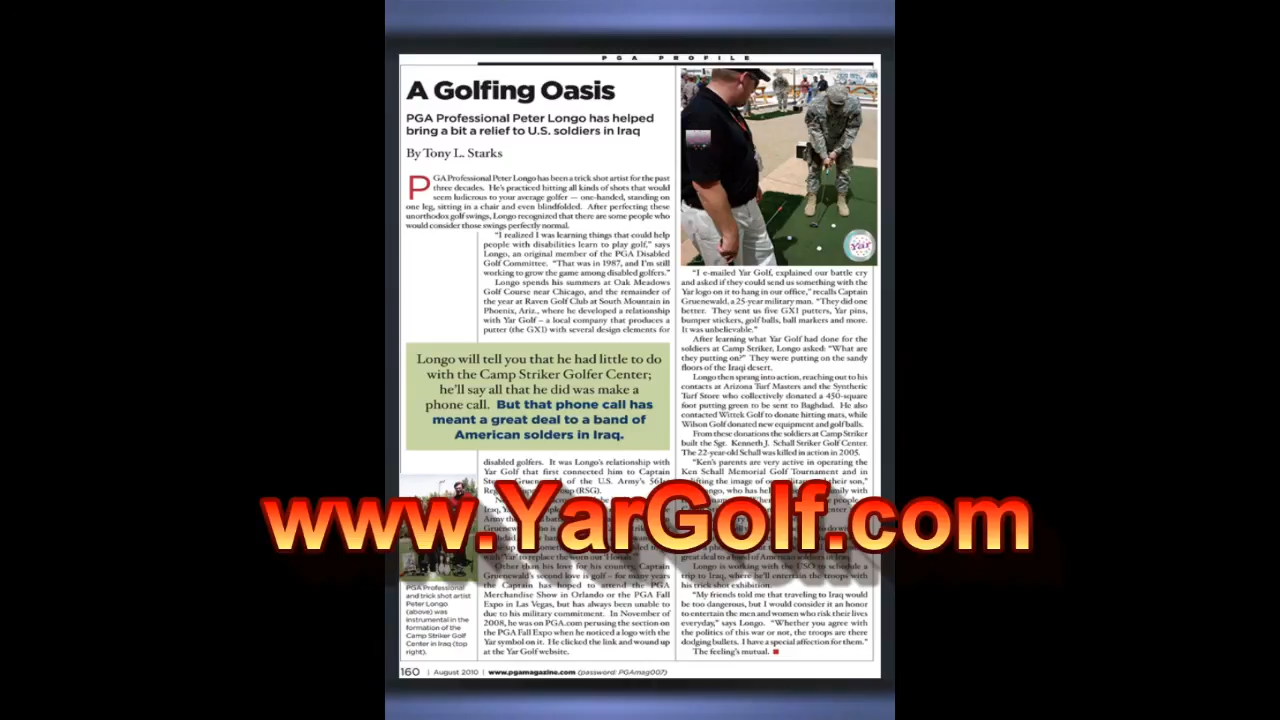 PGA PROFILE
A Golfing Oasis
PGA Professional Peter Longo has helped
bring a bit a relief to U.S. soldiers in Iraq
By Tony L. Starks
PGA Professional Peter Longo has been a trick shot artist for the past
three decades. He's practiced hitting all kinds of shots that would
seem ludicrous to your average golfer — one-handed, standing on
one leg, sitting in a chair and even blindfolded. After perfecting these
unorthodox golf swings, Longo recognized that there are some people who
would consider those swings perfectly normal.
"I realized I was learning things that could help
people with disabilities learn to play golf," says
Longo, an original member of the PGA Disabled
Golf Committee. "That was in 1987, and I'm still
working to grow the game among disabled golfers."
Longo spends his summers at Oak Meadows
Golf Course near Chicago, and the remainder of
the year at Raven Golf Club at South Mountain in
Phoenix, Ariz., where he developed a relationship
with Yar Golf – a local company that produces a
putter (the GX1) with several design elements for
Longo will tell you that he had little to do
with the Camp Striker Golfer Center;
he'll say all that he did was make a
phone call. But that phone call has
meant a great deal to a band of
American solders in Iraq.
disabled golfers. It was Longo's relationship with
Yar Golf that first connected him to Captain
of the U.S. Army's
(RSG).
Other than his love for his country, Captain
Gruenewald's second love is golf – for many years
the Captain has hoped to attend the PGA
Merchandise Show in Orlando or the PGA Fall
Expo in Las Vegas, but has always been unable to
due to his military commitment. In November of
2008, he was on PGA.com perusing the section on
the PGA Fall Expo when he noticed a logo with the
Yar symbol on it. He clicked the link and wound up
at the Yar Golf website.
PGA Professional
and trick shot artist
Peter Longo
(above) was
instrumental in the
formation of the
Camp Striker Golf
Center in Iraq (top
right).
Yar
"I e-mailed Yar Golf, explained our battle cry
and asked if they could send us something with the
Yar logo on it to hang in our office," recalls Captain
Gruenewald, a 25-year military man. "They did one
better. They sent us five GX1 putters, Yar pins,
bumper stickers, golf balls, ball markers and more.
It was unbelievable."
After learning what Yar Golf had done for the
soldiers at Camp Striker, Longo asked: "What are
they putting on?" They were putting on the sandy
floors of the Iraqi desert.
Longo then sprang into action, reaching out to his
contacts at Arizona Turf Masters and the Synthetic
Turf Store who collectively donated a 450-square
foot putting green to be sent to Baghdad. He also
contacted Wittek Golf to donate hitting mats, while
Wilson Golf donated new equipment and golf balls.
From these donations the soldiers at Camp Striker
built the Sgt. Kenneth J. Schall Striker Golf Center.
The 22-year-old Schall was killed in action in 2005.
"Ken's parents are very active in operating the
Ken Schall Memorial Golf Tournament and in
the image of their son,"
great deal to a band of American soldiers in Iraq.
Longo is working with the USO to schedule a
trip to Iraq, where he'll entertain the troops with
his trick shot exhibition.
"My friends told me that traveling to Iraq would
be too dangerous, but I would consider it an honor
to entertain the men and women who risk their lives
everyday," says Longo. "Whether you agree with
the politics of this war or not, the troops are there
dodging bullets. I have a special affection for them."
The feeling's mutual.
www.YarGolf.com
160 | August 2010 | www.pgamagazine.com (password: PGAmag007)